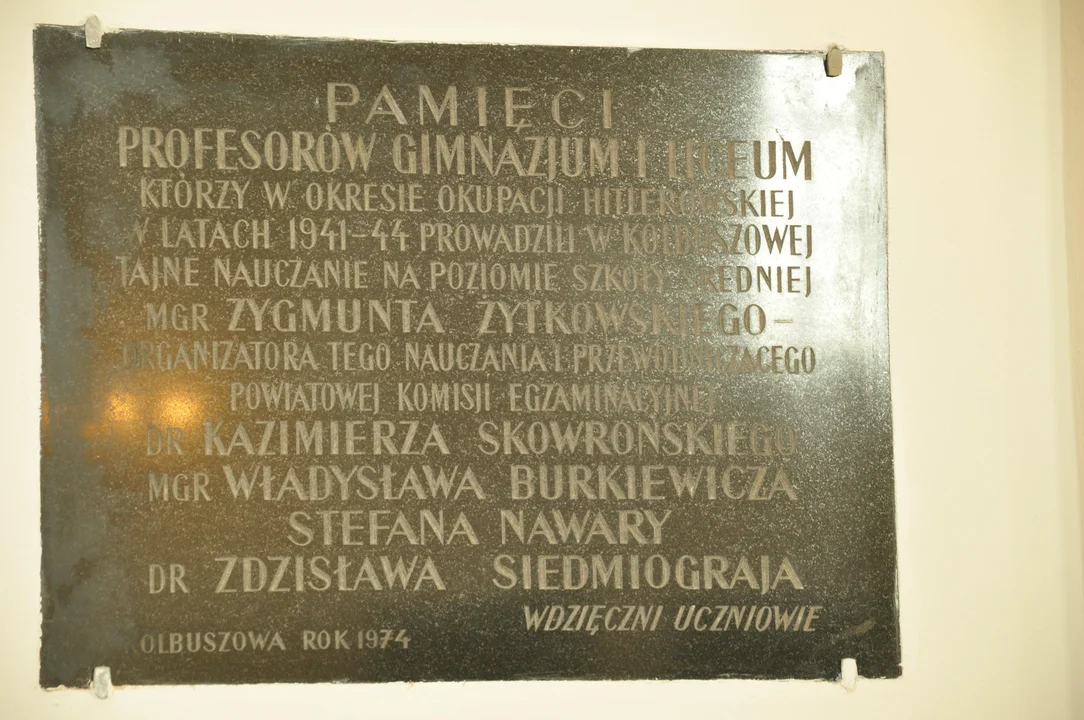 PAMIĘCI
PROFESORÓW GIMNAZJUM I LICEUM
KTÓRZY W OKRESIE OKUPACJI HITLEROWSKIEJ
W LATACH 1941-44 PROWADZILI W KOLBUSZOWEJ
TAJNE NAUCZANIE NA POZIOMIE SZKOŁY ŚREDNIEJ
MGR ZYGMUNTA ŻYTKOWSKIEGO-
ORGANIZATORA TEGO NAUCZANIA I PRZEWODNICZĄCEGO
POWIATOWEJ KOMISJI EGZAMINACYJNEJ
DR KAZIMIERZA SKOWROŃSKIEGO
MGR WŁADYSŁAWA BURKIEWICZA
STEFANA NAWARY
DR ZDZISŁAWA SIEDMIOGRAJA
WDZIĘCZNI UCZNIOWIE
KOLBUSZOWA ROK 1974